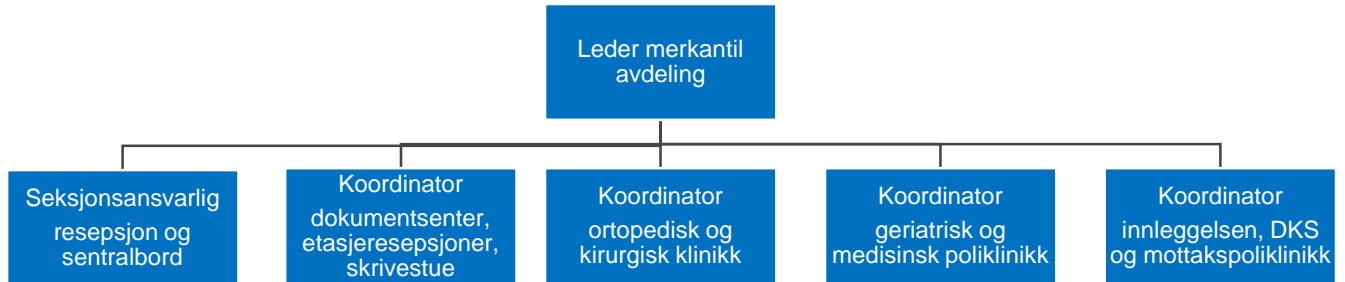 Leder merkantil
avdeling
Seksjonsansvarlig
resepsjon og
sentralbord
Koordinator
dokumentsenter,
etasjeresepsjoner,
skrivestue
Koordinator
ortopedisk og
kirurgisk klinikk
Koordinator
geriatrisk og
medisinsk poliklinikk
Koordinator
innleggelsen, DKS
og mottakspoliklinikk